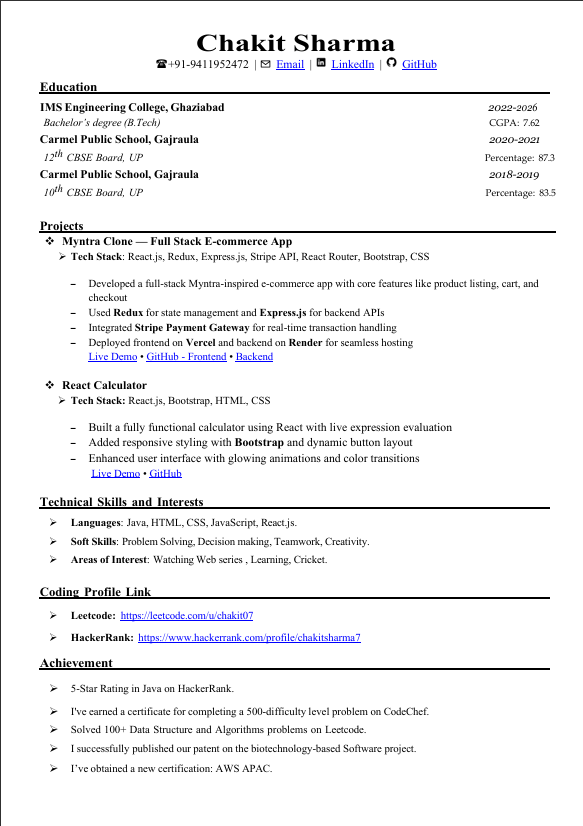 Chakit Sharma
☎+91-9411952472 | ✉ Email | LinkedIn | GitHub
Education
IMS Engineering College, Ghaziabad 2022-2026
Bachelor's degree (B.Tech) CGPA: 7.62
Carmel Public School, Gajraula 2020-2021
12th CBSE Board, UP Percentage: 87.3
Carmel Public School, Gajraula 2018-2019
10th CBSE Board, UP Percentage: 83.5
Projects
❖ Myntra Clone — Full Stack E-commerce App
➢ Tech Stack: React.js, Redux, Express.js, Stripe API, React Router, Bootstrap, CSS
– Developed a full-stack Myntra-inspired e-commerce app with core features like product listing, cart, and
checkout
– Used Redux for state management and Express.js for backend APIs
– Integrated Stripe Payment Gateway for real-time transaction handling
– Deployed frontend on Vercel and backend on Render for seamless hosting
Live Demo • GitHub - Frontend • Backend
❖ React Calculator
➢ Tech Stack: React.js, Bootstrap, HTML, CSS
– Built a fully functional calculator using React with live expression evaluation
– Added responsive styling with Bootstrap and dynamic button layout
– Enhanced user interface with glowing animations and color transitions
Live Demo • GitHub
Technical Skills and Interests
➢ Languages: Java, HTML, CSS, JavaScript, React.js.
➢ Soft Skills: Problem Solving, Decision making, Teamwork, Creativity.
➢ Areas of Interest: Watching Web series , Learning, Cricket.
Coding Profile Link
➢ Leetcode: https://leetcode.com/u/chakit07
➢ HackerRank: https://www.hackerrank.com/profile/chakitsharma7
Achievement
➢ 5-Star Rating in Java on HackerRank.
➢ I've earned a certificate for completing a 500-difficulty level problem on CodeChef.
➢ Solved 100+ Data Structure and Algorithms problems on Leetcode.
➢ I successfully published our patent on the biotechnology-based Software project.
➢ I've obtained a new certification: AWS APAC.